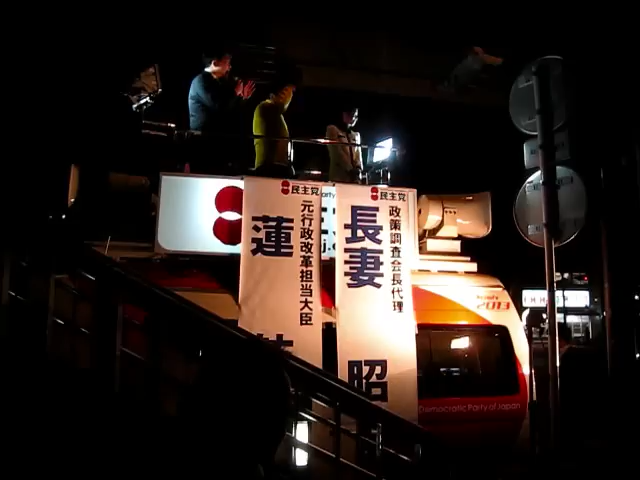 民主党
元行政改革担当大臣
蓮
民主党
政策調査会長代理
長妻
昭
2013
Democratic Party of Japan